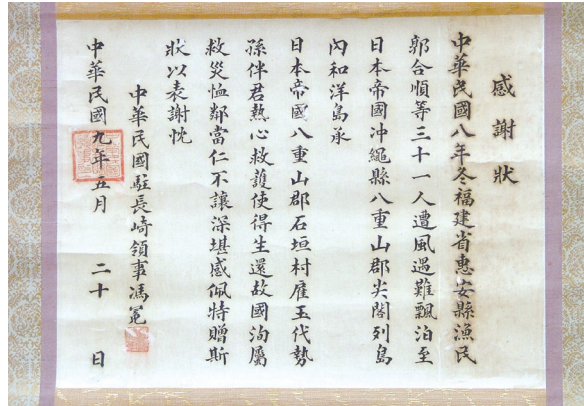 感謝狀
中華民國八年冬福建省惠安縣漁民
郭合順等三十一人遭風遇難飄泊至
日本帝國沖繩縣八重山郡尖閣列島
內和洋島承
日本帝國八重山郡石垣村雇玉代勢
孫伴君熱心救護使得生還故國洵屬
救災恤鄰當仁不讓深堪感佩特贈斯
狀以表謝忱
中華民國駐長崎領事馮冕
中華民國九年五月二十日